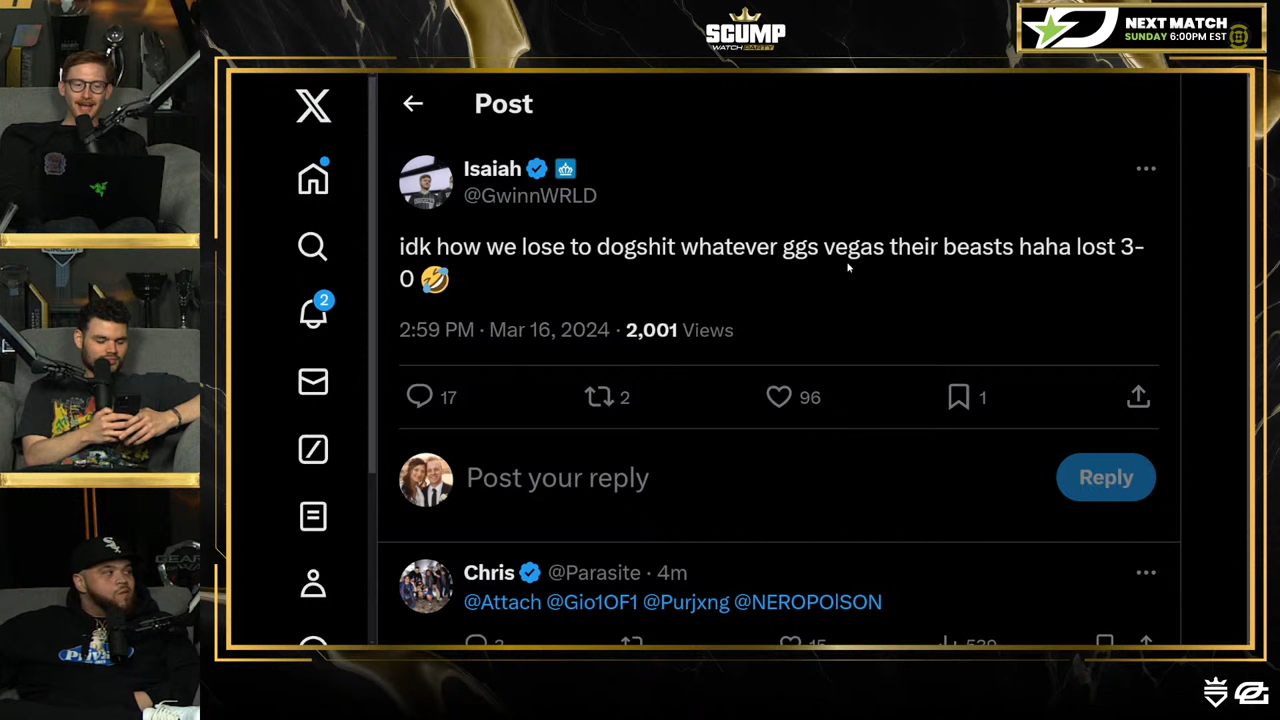 SCUMP
WATCH PARTY
NEXT MATCH
SUNDAY 6:00PM EST
X
Post
Isaiah
@GwinnWRLD
idk how we lose to dogshit whatever ggs vegas their beasts haha lost 3-
0 🤣
2:59 PM · Mar 16, 2024 · 2,001 Views
2
17
2
96
1
Post your reply
Reply
Chris @Parasite · 4m
@Attach @Gio1OF1 @Purjxng @NEROPOISON